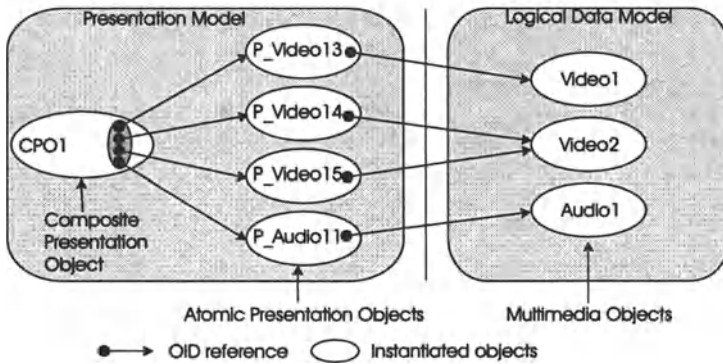 Presentation Model
Logical Data Model
P_Video13
Video1
P_Video14
CPO1
Video2
P_Video15
Audio1
P_Audio11
Composite
Presentation
Object
Atomic Presentation Objects
Multimedia Objects
OID reference
Instantiated objects